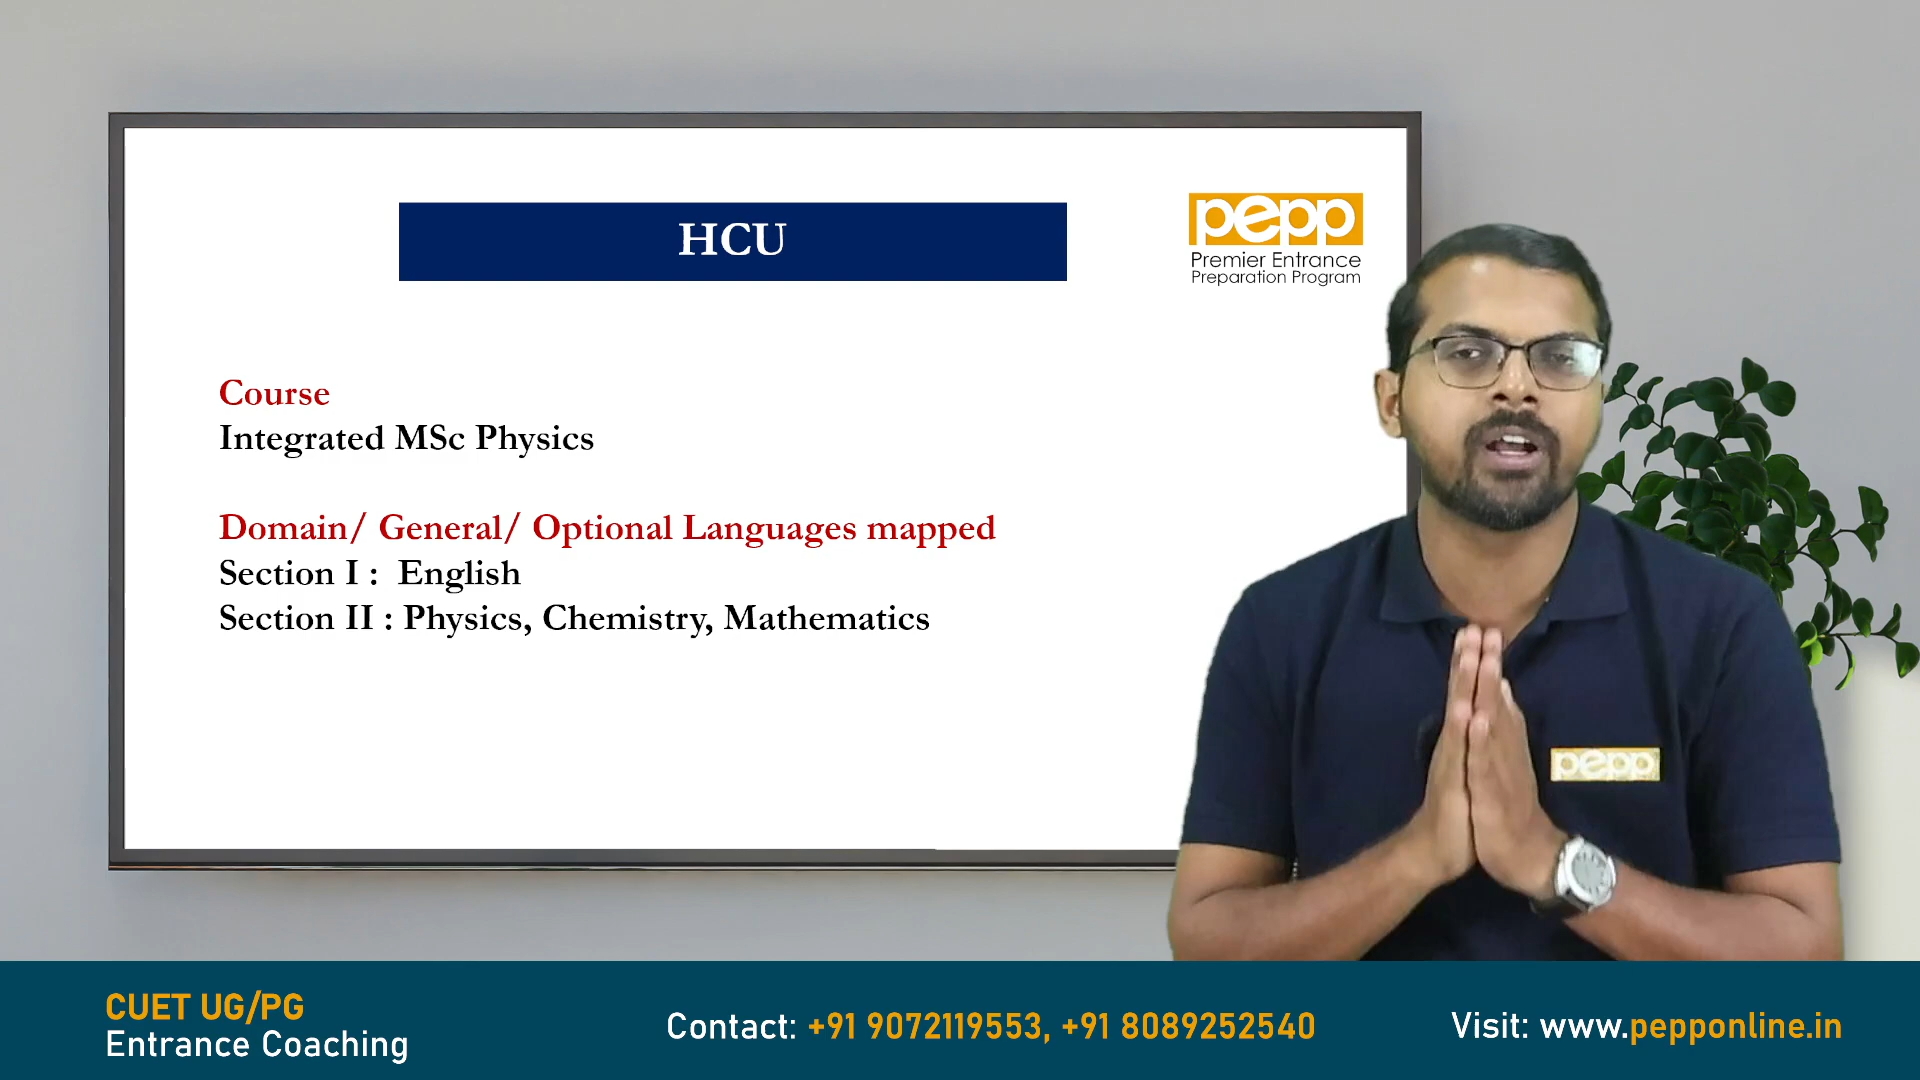 HCU
pepp
Premier Entrance
Preparation Program
Course
Integrated MSc Physics
Domain/ General/ Optional Languages mapped
Section I : English
Section II : Physics, Chemistry, Mathematics
pepp
CUET UG/PG
Entrance Coaching
Contact: +91 9072119553, +91 8089252540
Visit: www.pepponline.in